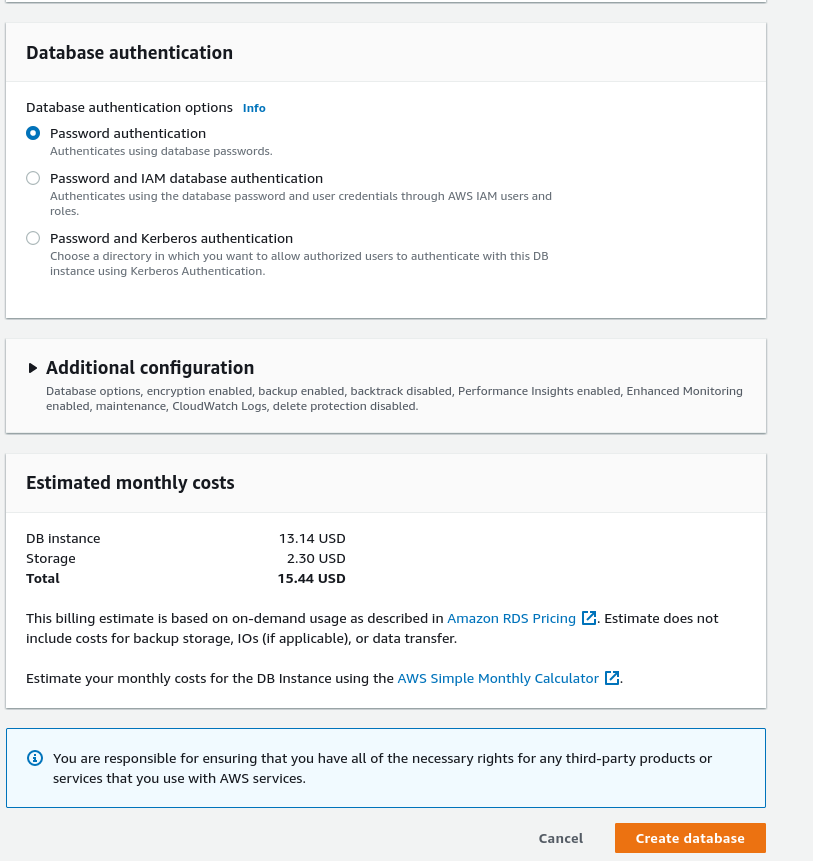 Database authentication
Database authentication options Info
Password authentication
Authenticates using database passwords.
Password and IAM database authentication
Authenticates using the database password and user credentials through AWS IAM users and
roles.
Password and Kerberos authentication
Choose a directory in which you want to allow authorized users to authenticate with this DB
instance using Kerberos Authentication.
Additional configuration
Database options, encryption enabled, backup enabled, backtrack disabled, Performance Insights enabled, Enhanced Monitoring
enabled, maintenance, CloudWatch Logs, delete protection disabled.
Estimated monthly costs
DB instance 13.14 USD
Storage 2.30 USD
Total 15.44 USD
This billing estimate is based on on-demand usage as described in Amazon RDS Pricing. Estimate does not
include costs for backup storage, IOs (if applicable), or data transfer.
Estimate your monthly costs for the DB Instance using the AWS Simple Monthly Calculator.
You are responsible for ensuring that you have all of the necessary rights for any third-party products or
services that you use with AWS services.
Cancel Create database